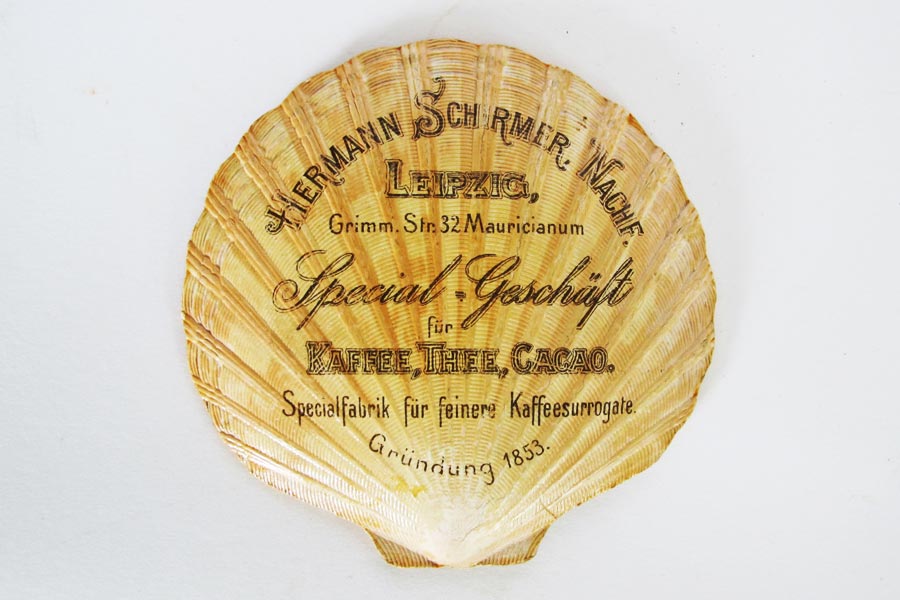 HERMANN SCHIRMER, NACHF.
LEIPZIG,
Grimm. Str. 32 Mauricianum
Special-Geschäft
für
KAFFEE, THEE, CACAO.
Specialfabrik für feinere Kaffeesurrogate.
Gründung 1853.